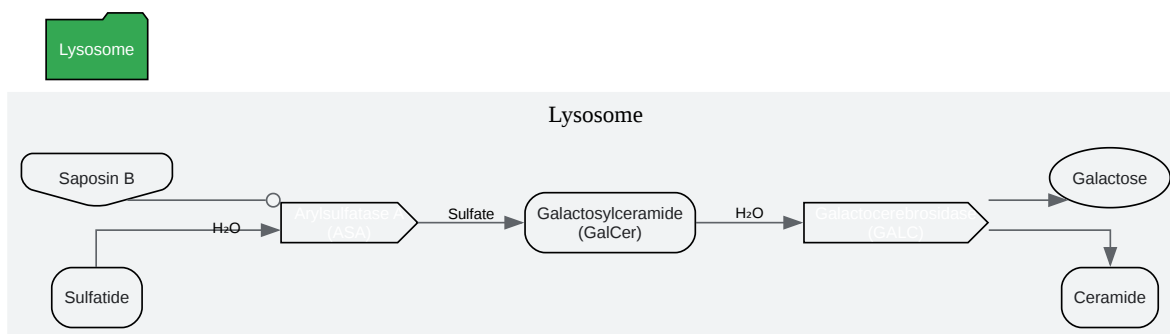 Lysosome
Lysosome
Saposin B
H₂O
Sulfatide
Arylsulfatase A
(ASA)
Sulfate
Galactosylceramide
(GalCer)
H₂O
Galactocerebrosidase
(GALC)
Galactose
Ceramide